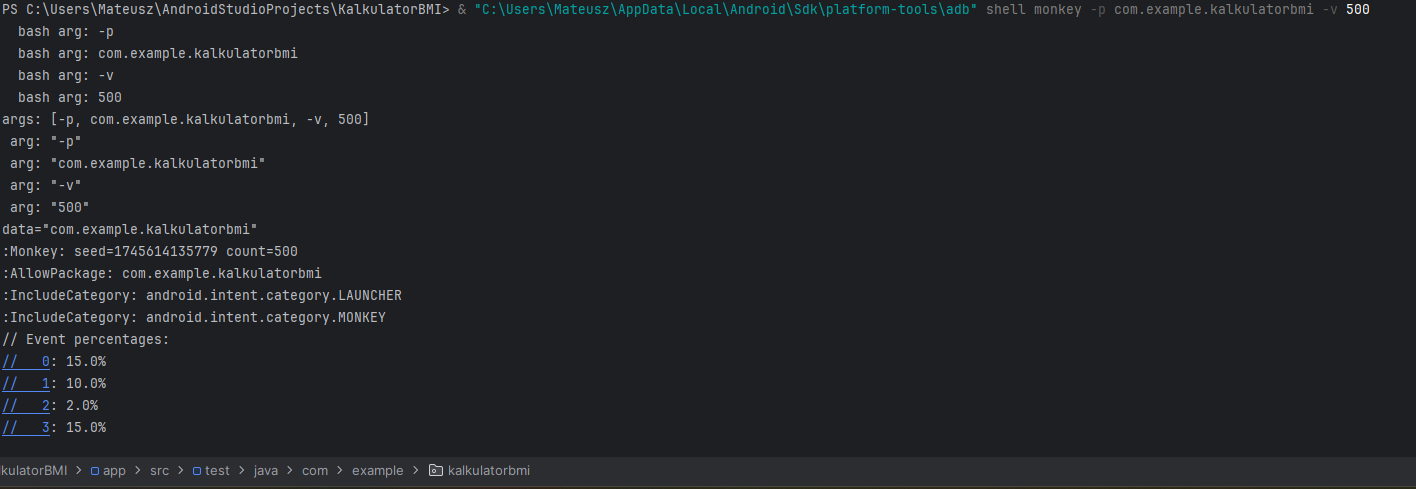 PS C:\Users\Mateusz\AndroidStudioProjects\KalkulatorBMI> & "C:\Users\Mateusz\AppData\Local\Android\Sdk\platform-tools\adb" shell monkey -p com.example.kalkulatorbmi -v 500
bash arg: -p
bash arg: com.example.kalkulatorbmi
bash arg: -v
bash arg: 500
args: [-p, com.example.kalkulatorbmi, -v, 500]
arg: "-p"
arg: "com.example.kalkulatorbmi"
arg: "-v"
arg: "500"
data="com.example.kalkulatorbmi"
:Monkey: seed=1745614135779 count=500
:AllowPackage: com.example.kalkulatorbmi
:IncludeCategory: android.intent.category.LAUNCHER
:IncludeCategory: android.intent.category.MONKEY
// Event percentages:
//   0: 15.0%
//   1: 10.0%
//   2: 2.0%
//   3: 15.0%
lkulatorBMI > app > src > test > java > com > example > kalkulatorbmi